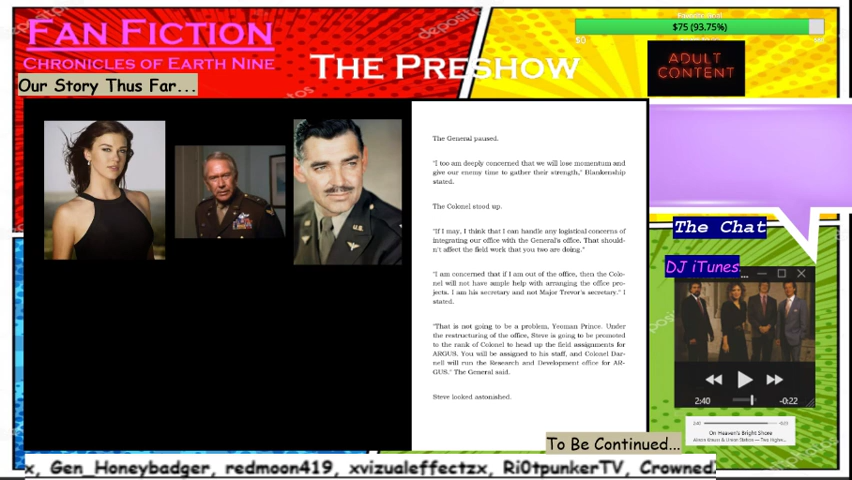 FAN FICTION
CHRONICLES OF EARTH NINE
THE PRESHOW
$75 (93.75%)
$0
ADULT
CONTENT
Our Story Thus Far...
The General paused.
"I too am deeply concerned that we will lose momentum and
give our enemy time to gather their strength," Blankenship
stated.
The Colonel stood up.
"If I may, I think that I can handle any logistical concerns of
integrating our office with the General's office. That should-
n't affect the field work that you two are doing."
"I am concerned that if I am out of the office, then the Colo-
nel will not have ample help with arranging the office pro-
jects. I am his secretary and not Major Trevor's secretary." I
stated.
"That is not going to be a problem, Yeoman Prince. Under
the restructuring of the office, Steve is going to be promoted
to the rank of Colonel to head up the field assignments for
ARGUS. You will be assigned to his staff, and Colonel Dar-
nell will run the Research and Development office for AR-
GUS." The General said.
Steve looked astonished.
The Chat
DJ iTunes
2:40
-0:22
2:40
-0:22
On Heaven's Bright Shore
To Be Continued...
x, Gen_Honeybadger, redmoon419, xvizualeffectzx, Ri0tpunkerTV, Crowned